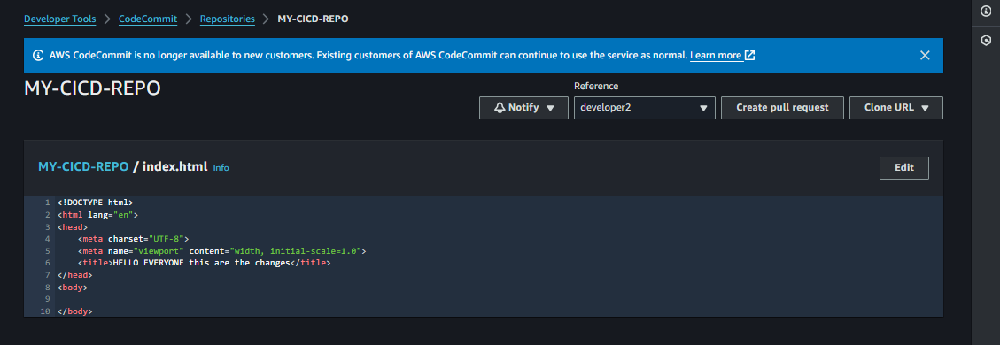 Developer Tools > CodeCommit > Repositories > MY-CICD-REPO
AWS CodeCommit is no longer available to new customers. Existing customers of AWS CodeCommit can continue to use the service as normal. Learn more
MY-CICD-REPO
Reference
Notify
developer2
Create pull request
Clone URL
MY-CICD-REPO / index.html Info
Edit
1 <!DOCTYPE html>
2 <html lang="en">
3 <head>
4     <meta charset="UTF-8">
5     <meta name="viewport" content="width, initial-scale=1.0">
6     <title>HELLO EVERYONE this are the changes</title>
7 </head>
8 <body>
9
10 </body>